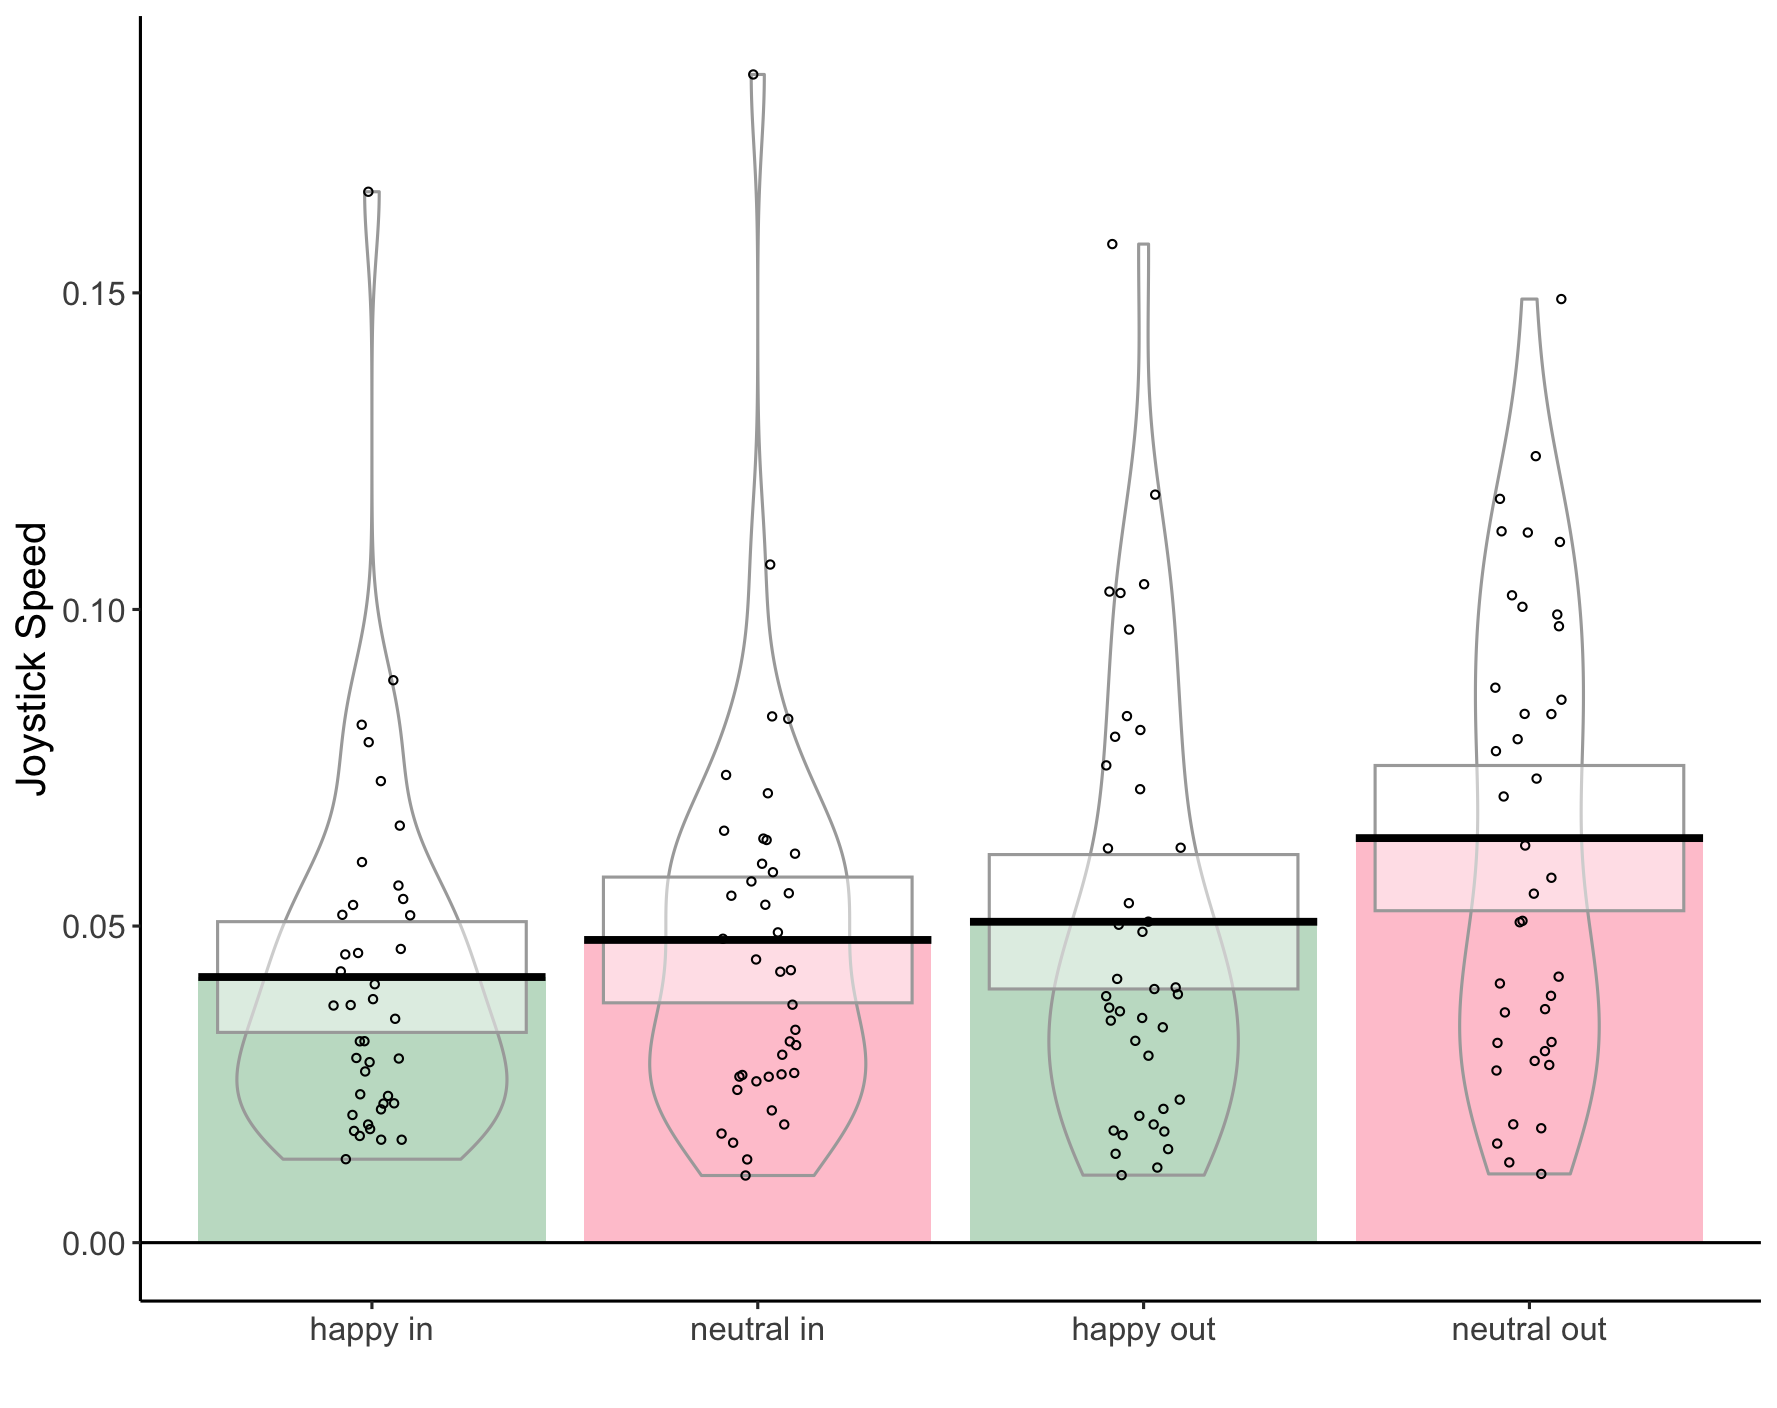 Joystick Speed
0.15
0.10
0.05
0.00
happy in
neutral in
happy out
neutral out